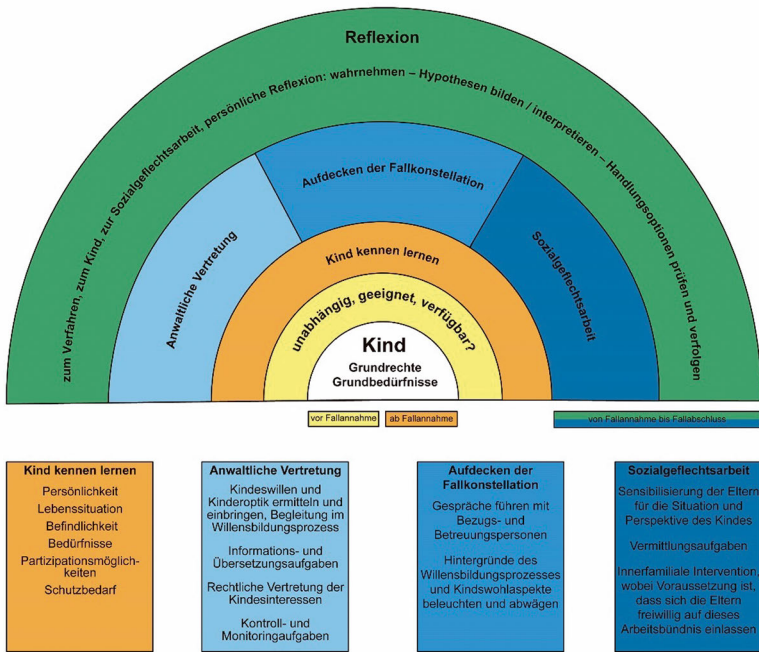 Reflexion
zum Verfahren, zum Kind, zur Sozialgeflechtsarbeit, persönliche Reflexion: wahrnehmen – Hypothesen bilden / interpretieren – Handlungsoptionen prüfen und verfolgen
Anwaltliche Vertretung
Aufdecken der Fallkonstellation
Sozialgeflechtsarbeit
Kind kennen lernen
unabhängig, geeignet, verfügbar?
Kind
Grundrechte
Grundbedürfnisse
vor Fallannahme
ab Fallannahme
von Fallannahme bis Fallabschluss
Kind kennen lernen
Persönlichkeit
Lebenssituation
Befindlichkeit
Bedürfnisse
Partizipationsmöglich-
keiten
Schutzbedarf
Anwaltliche Vertretung
Kindeswillen und
Kinderoptik ermitteln und
einbringen, Begleitung im
Willensbildungsprozess
Informations- und
Übersetzungsaufgaben
Rechtliche Vertretung der
Kindesinteressen
Kontroll- und
Monitoringaufgaben
Aufdecken der
Fallkonstellation
Gespräche führen mit
Bezugs- und
Betreuungspersonen
Hintergründe des
Willensbildungsprozesses
und Kindswohlaspekte
beleuchten und abwägen
Sozialgeflechtsarbeit
Sensibilisierung der Eltern
für die Situation und
Perspektive des Kindes
Vermittlungsaufgaben
Innerfamiliale Intervention,
wobei Voraussetzung ist,
dass sich die Eltern
freiwillig auf dieses
Arbeitsbündnis einlassen